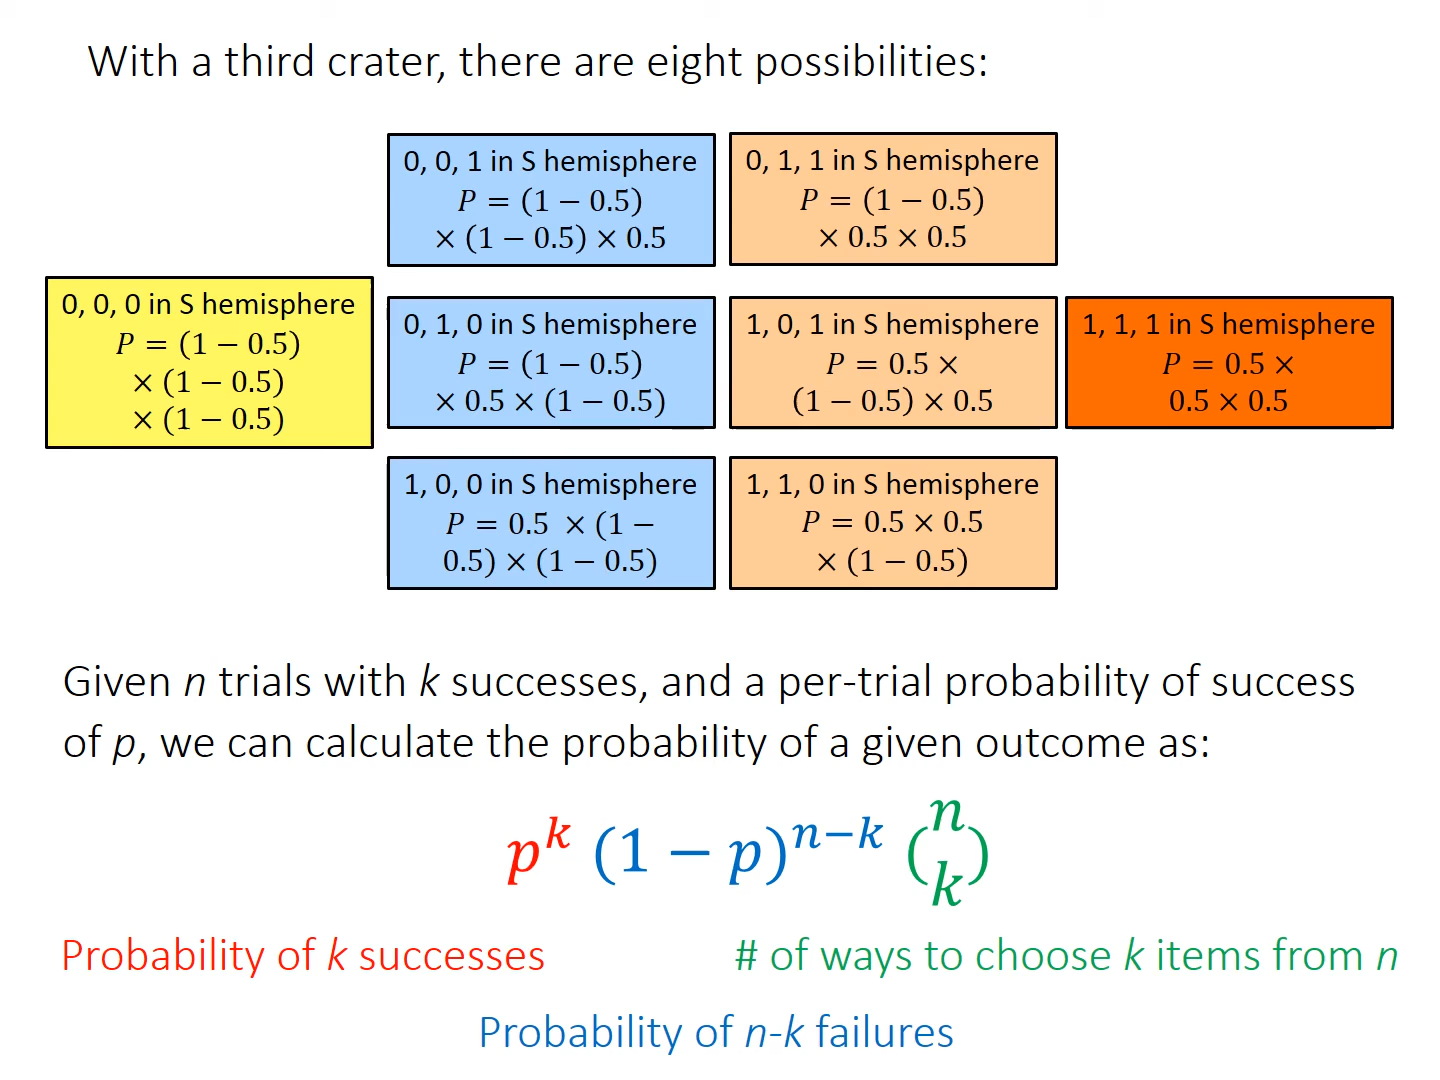 With a third crater, there are eight possibilities:
0, 0, 0 in S hemisphere
P = (1 − 0.5)
× (1 − 0.5)
× (1 − 0.5)
0, 0, 1 in S hemisphere
P = (1 − 0.5)
× (1 − 0.5) × 0.5
0, 1, 0 in S hemisphere
P = (1 − 0.5)
× 0.5 × (1 − 0.5)
1, 0, 0 in S hemisphere
P = 0.5 × (1 −
0.5) × (1 − 0.5)
0, 1, 1 in S hemisphere
P = (1 − 0.5)
× 0.5 × 0.5
1, 0, 1 in S hemisphere
P = 0.5 ×
(1 − 0.5) × 0.5
1, 1, 0 in S hemisphere
P = 0.5 × 0.5
× (1 − 0.5)
1, 1, 1 in S hemisphere
P = 0.5 ×
0.5 × 0.5
Given n trials with k successes, and a per-trial probability of success
of p, we can calculate the probability of a given outcome as:
p^k (1 − p)^{n−k} \binom{n}{k}
Probability of k successes
# of ways to choose k items from n
Probability of n-k failures